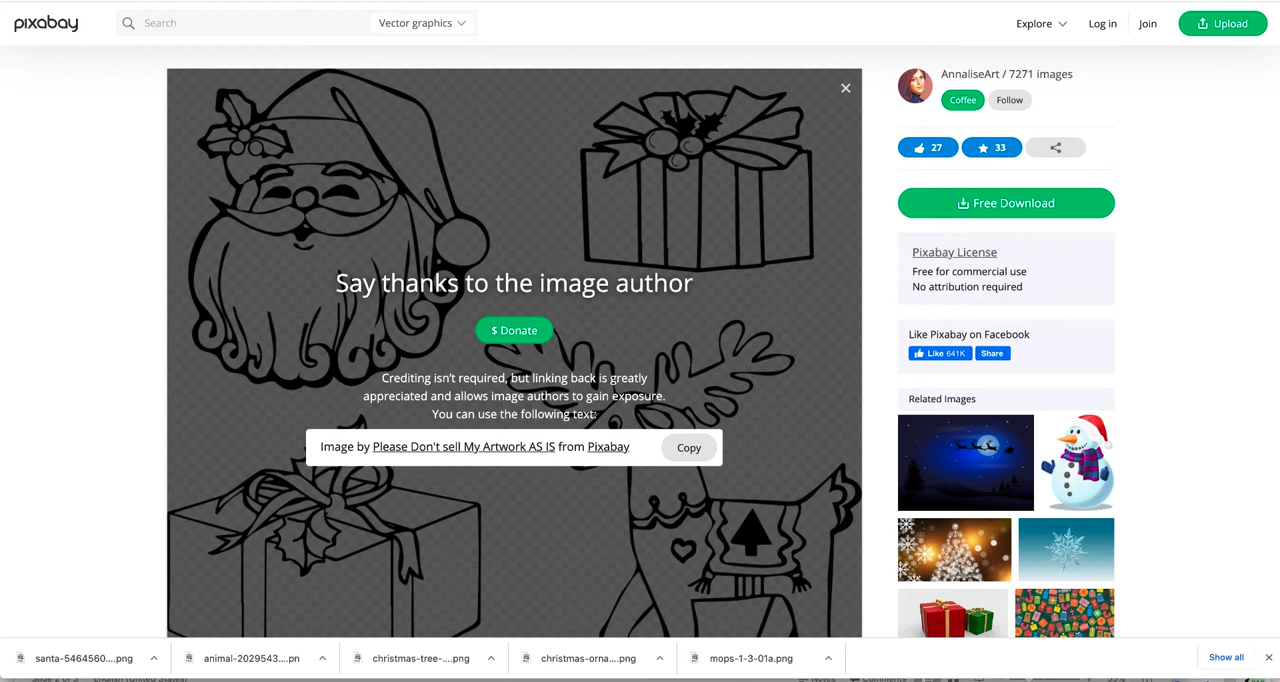 pixabay
Search
Vector graphics
Explore
Log in
Join
Upload
AnnaliseArt / 7271 images
Coffee
Follow
27
33
Free Download
Say thanks to the image author
$ Donate
Crediting isn't required, but linking back is greatly
appreciated and allows image authors to gain exposure.
You can use the following text:
Image by Please Don't sell My Artwork AS IS from Pixabay
Copy
Pixabay License
Free for commercial use
No attribution required
Like Pixabay on Facebook
Like 641K
Share
Related Images
santa-5464560....png
animal-2029543....pn
christmas-tree-....png
christmas-orna....png
mops-1-3-01a.png
Show all
English (United States)
Notes
Comments